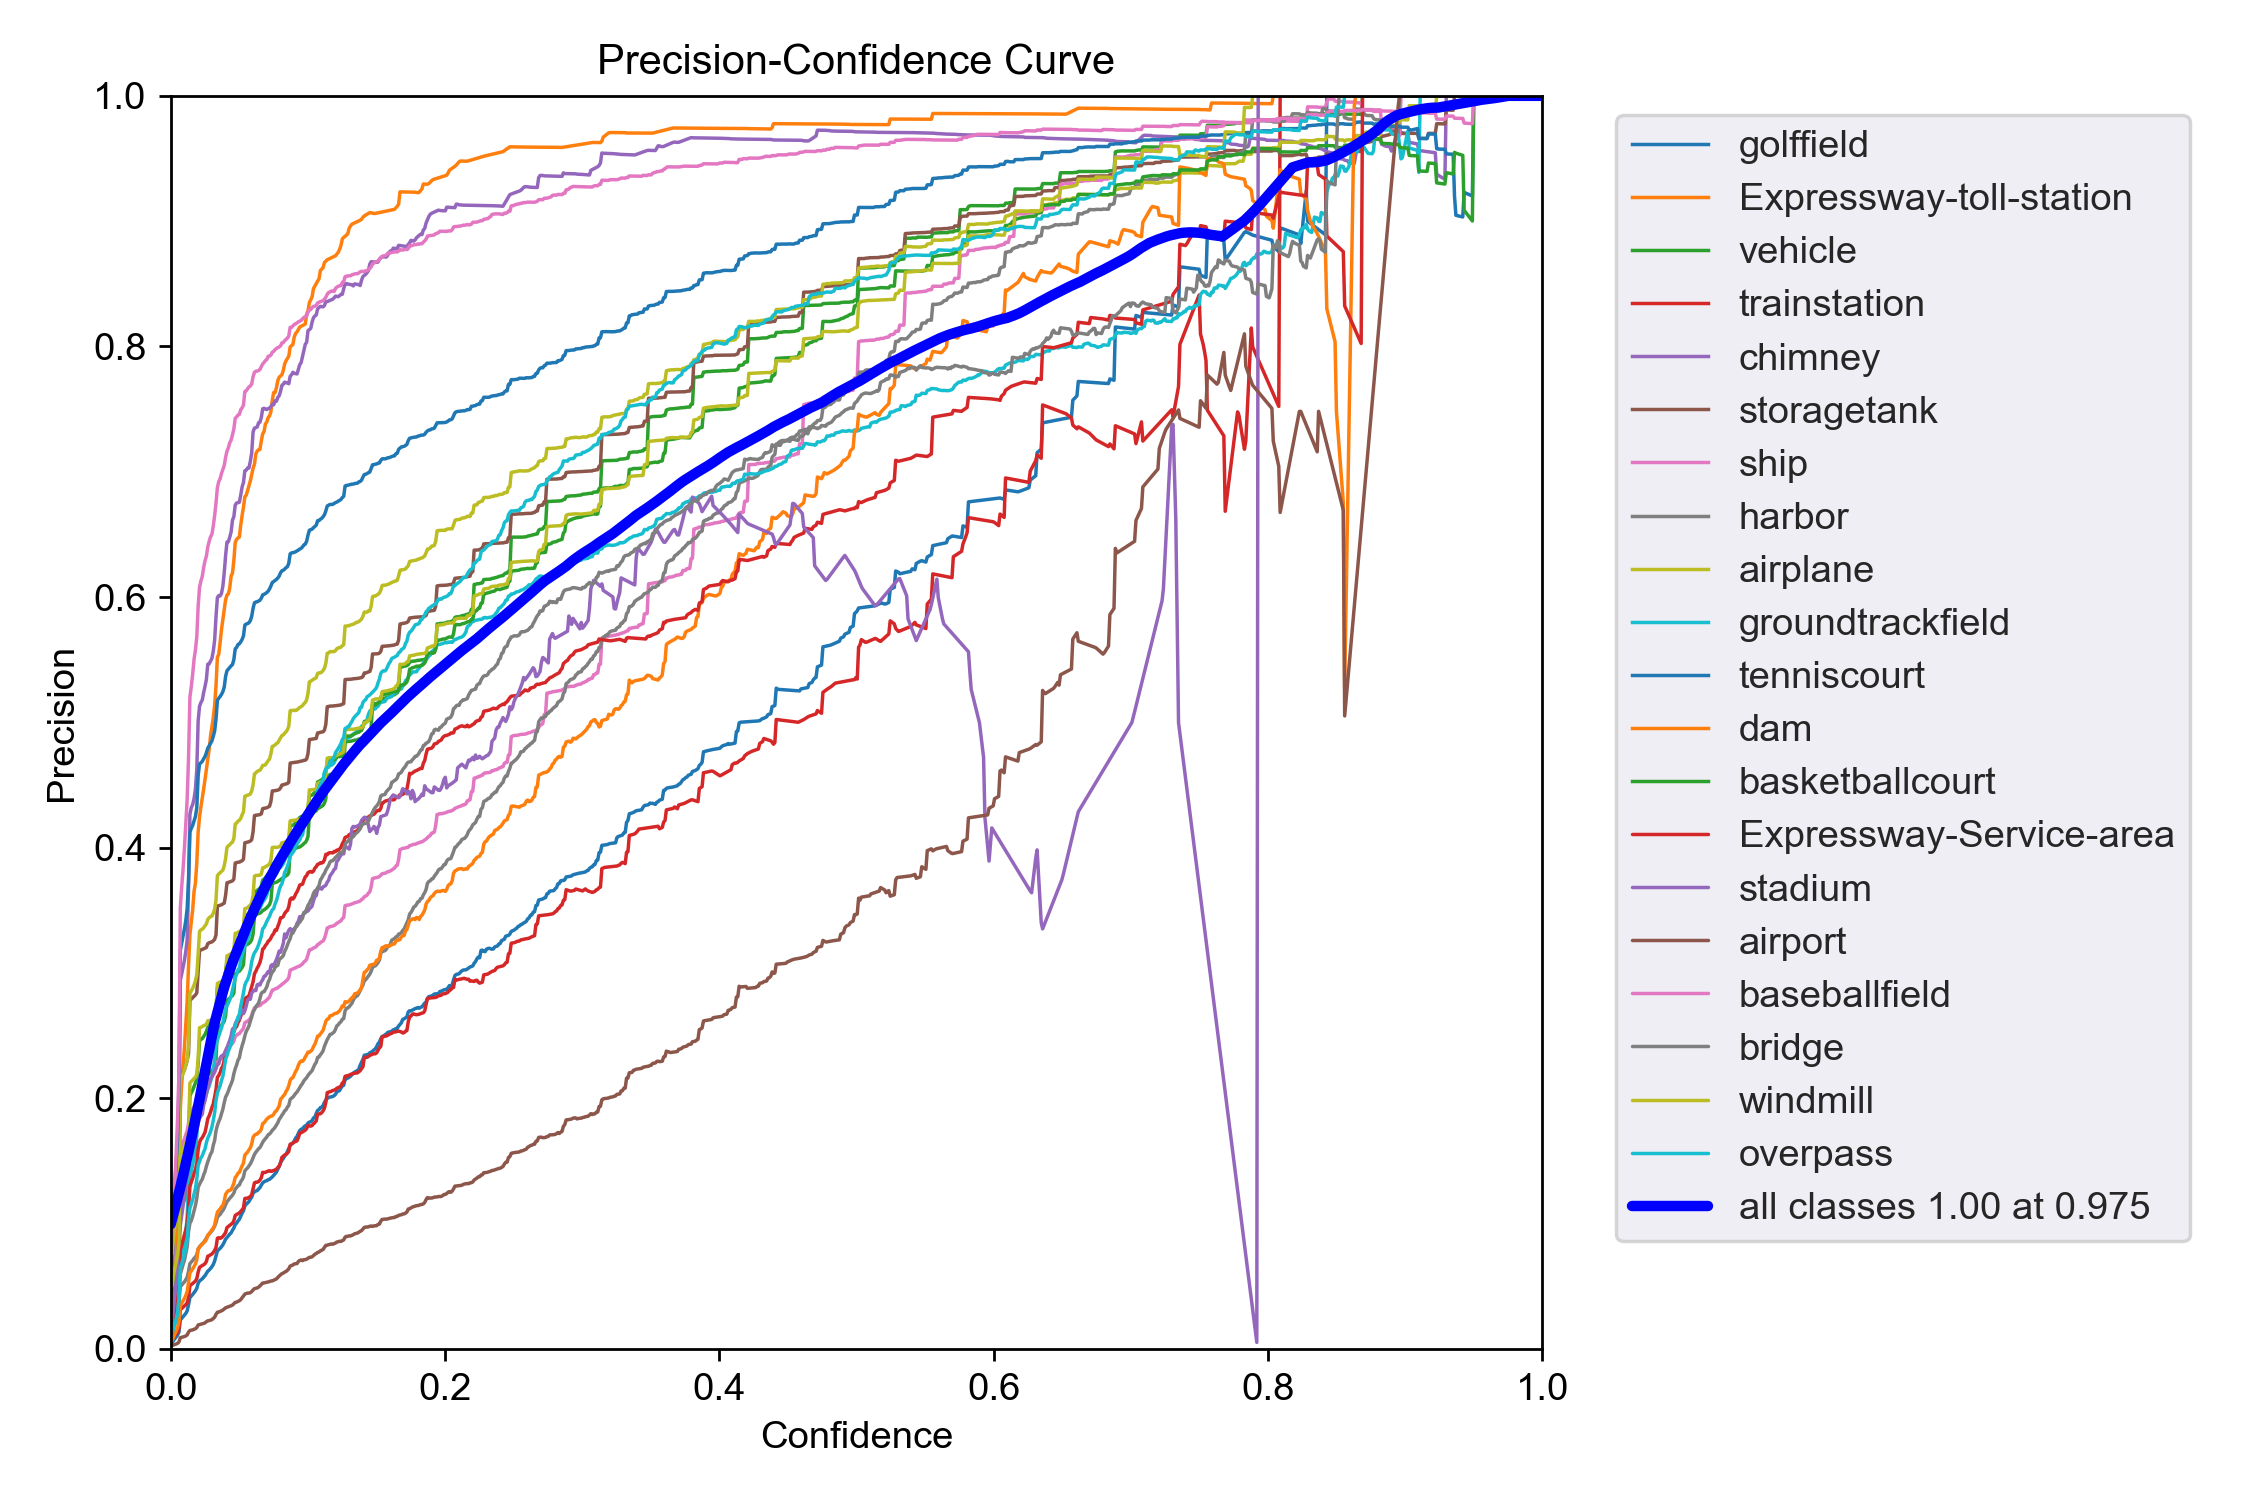 Precision-Confidence Curve
1.0
0.8
0.6
0.4
0.2
0.0
Precision
0.0 0.2 0.4 0.6 0.8 1.0
Confidence
golffield
Expressway-toll-station
vehicle
trainstation
chimney
storagetank
ship
harbor
airplane
groundtrackfield
tenniscourt
dam
basketballcourt
Expressway-Service-area
stadium
airport
baseballfield
bridge
windmill
overpass
all classes 1.00 at 0.975